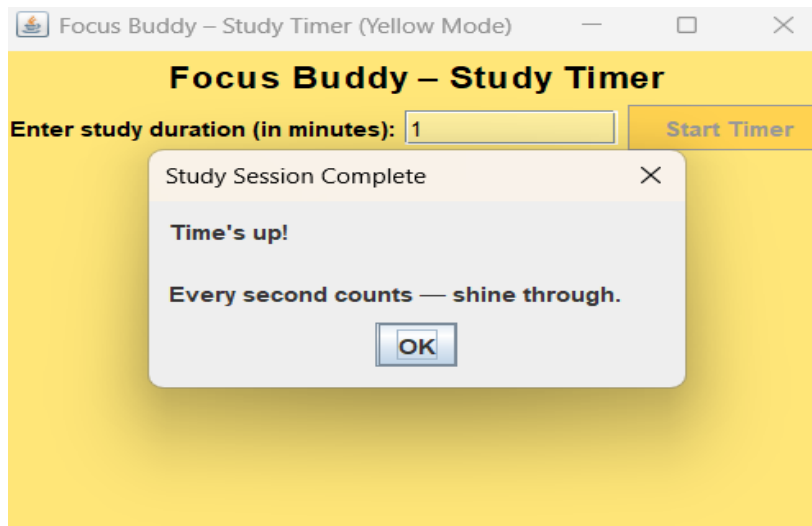 Focus Buddy – Study Timer (Yellow Mode)
Focus Buddy – Study Timer
Enter study duration (in minutes): 1 Start Timer
Study Session Complete
Time's up!
Every second counts — shine through.
OK